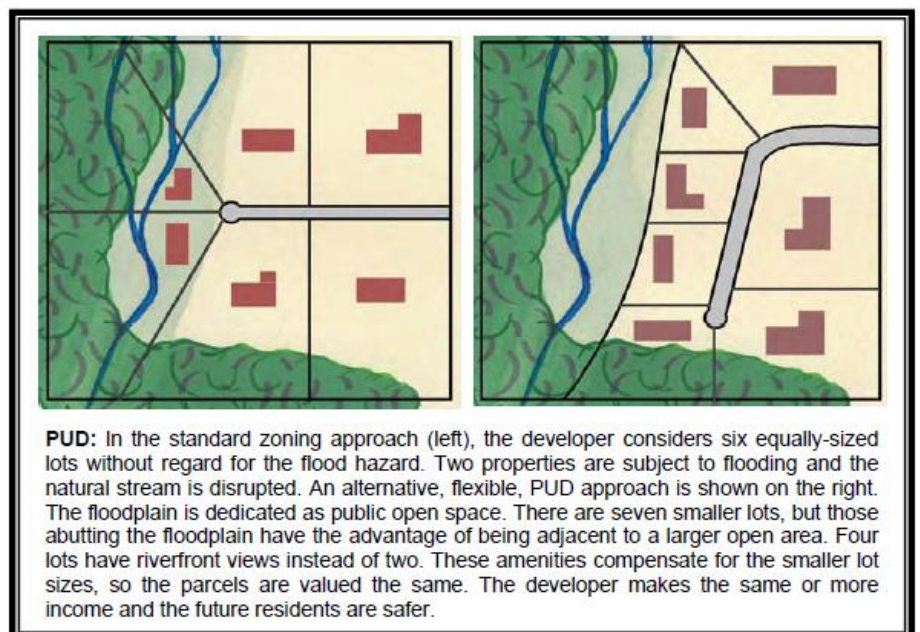 PUD: In the standard zoning approach (left), the developer considers six equally-sized
lots without regard for the flood hazard. Two properties are subject to flooding and the
natural stream is disrupted. An alternative, flexible, PUD approach is shown on the right.
The floodplain is dedicated as public open space. There are seven smaller lots, but those
abutting the floodplain have the advantage of being adjacent to a larger open area. Four
lots have riverfront views instead of two. These amenities compensate for the smaller lot
sizes, so the parcels are valued the same. The developer makes the same or more
income and the future residents are safer.